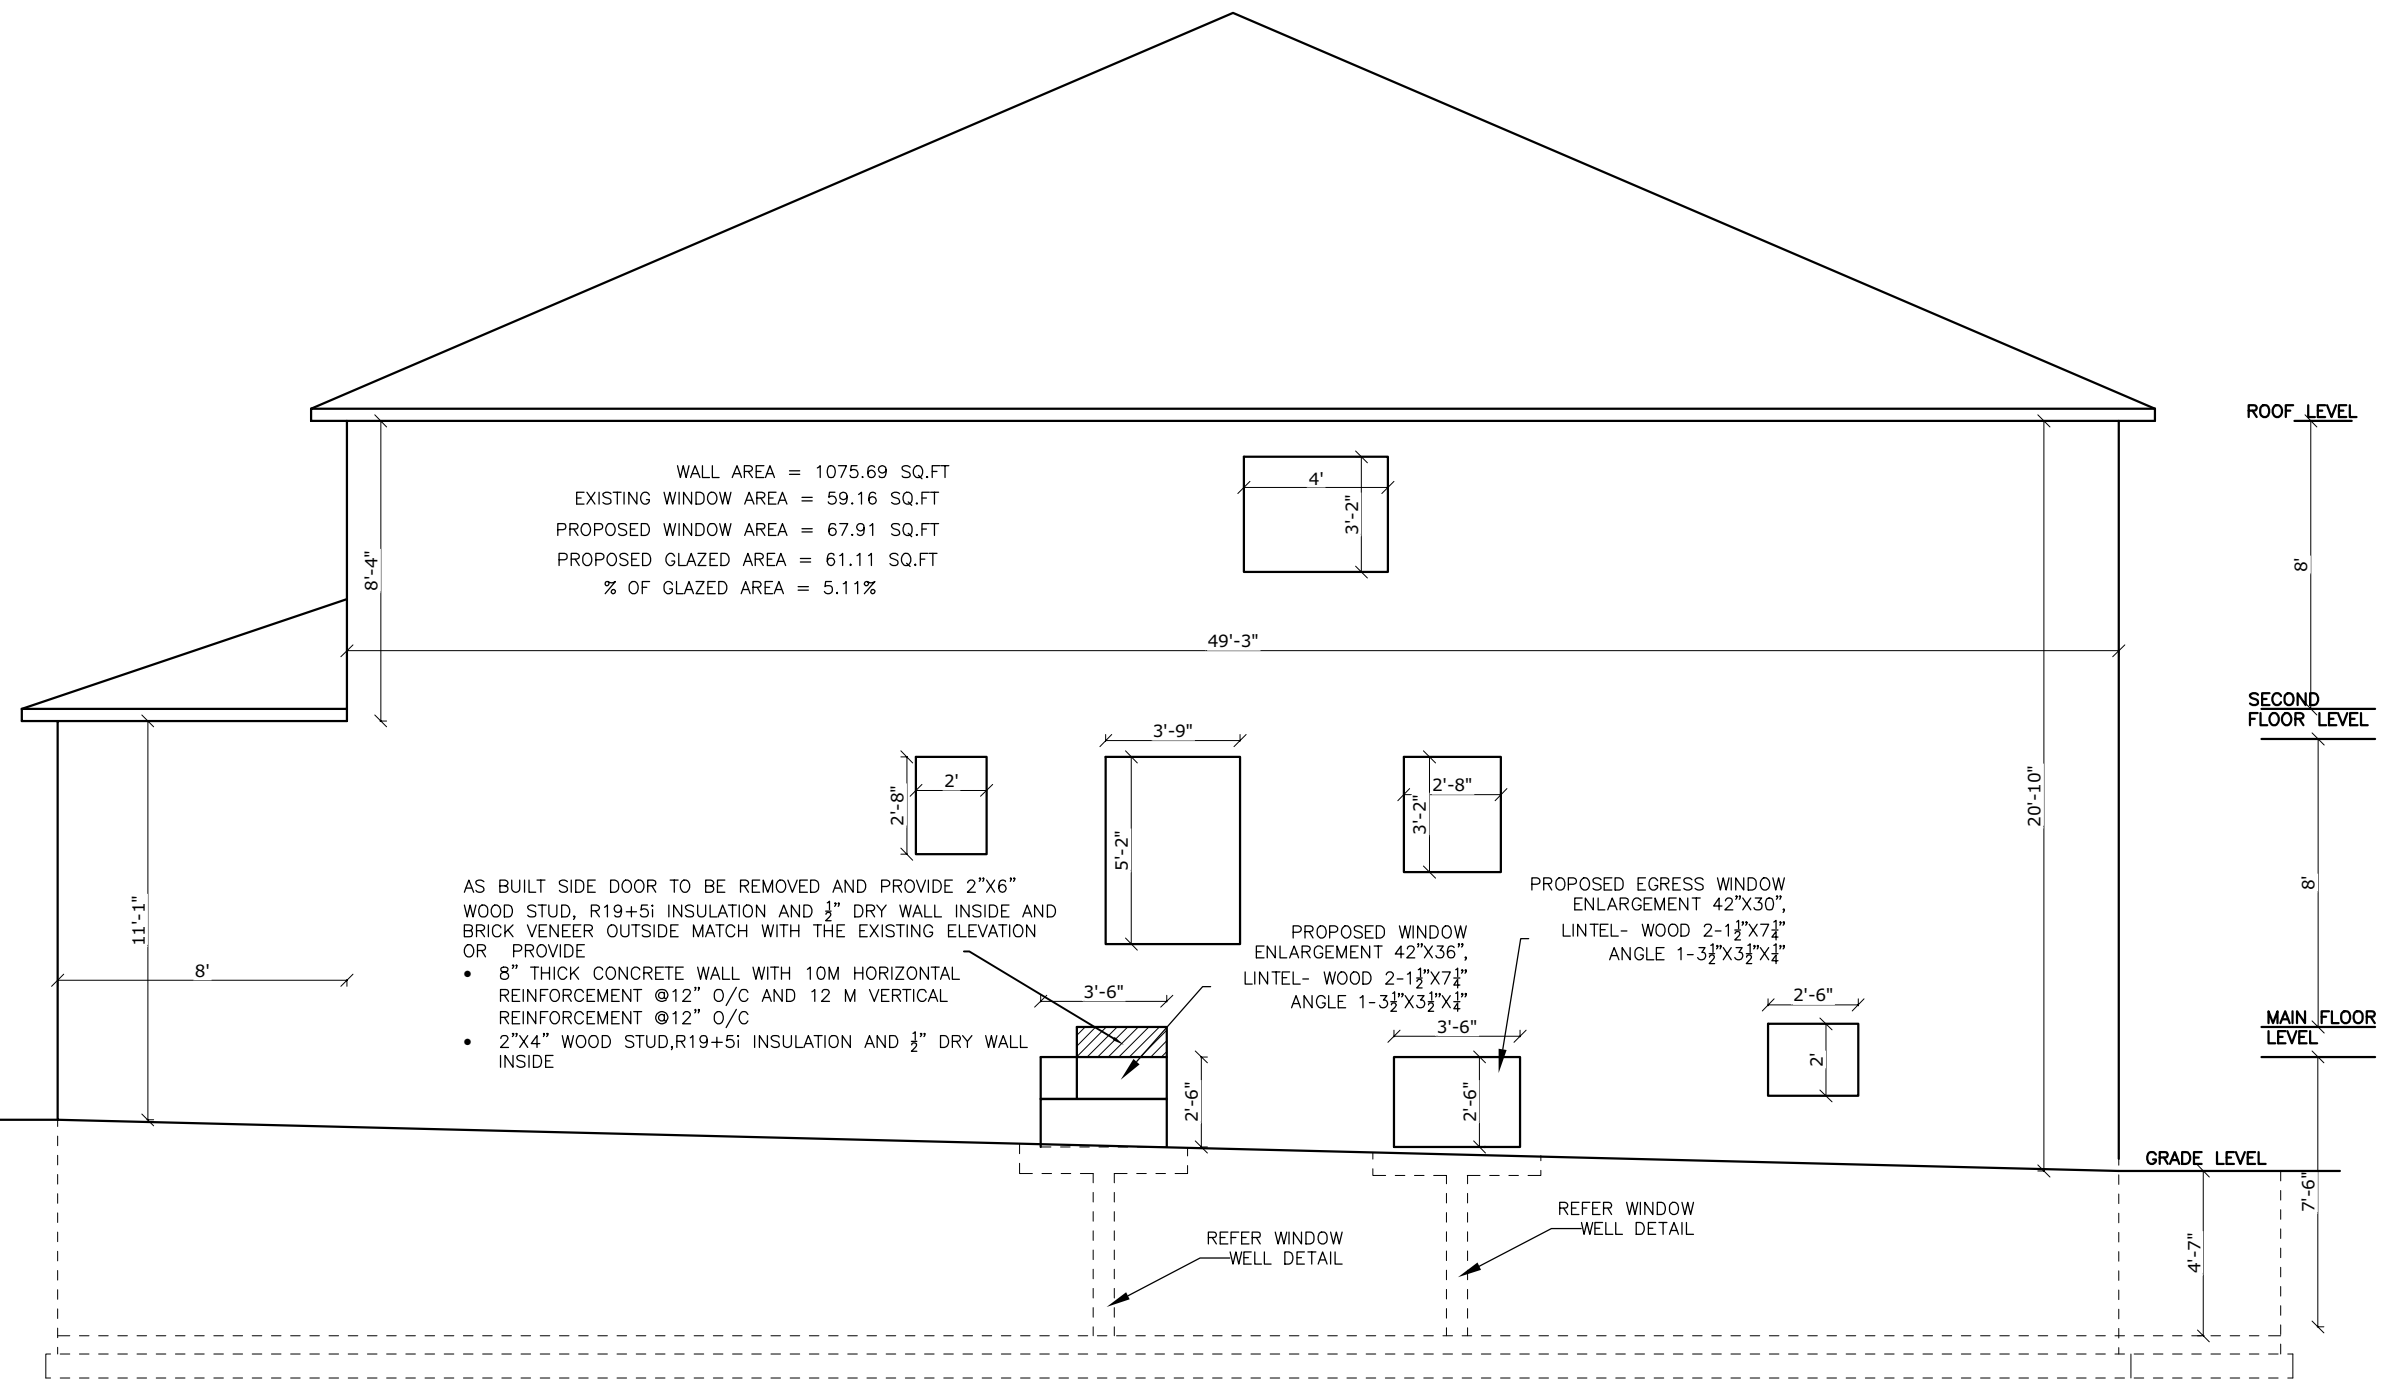 ROOF LEVEL
WALL AREA = 1075.69 SQ.FT
EXISTING WINDOW AREA = 59.16 SQ.FT
PROPOSED WINDOW AREA = 67.91 SQ.FT
PROPOSED GLAZED AREA = 61.11 SQ.FT
% OF GLAZED AREA = 5.11%
4'
3'-2"
8'-4"
8'
49'-3"
SECOND
FLOOR LEVEL
3'-9"
2'
2'-8"
5'-2"
2'-8"
3'-2"
20'-10"
8'
11'-1"
8'
AS BUILT SIDE DOOR TO BE REMOVED AND PROVIDE 2"X6"
WOOD STUD, R19+5i INSULATION AND ½" DRY WALL INSIDE AND
BRICK VENEER OUTSIDE MATCH WITH THE EXISTING ELEVATION
OR PROVIDE
• 8" THICK CONCRETE WALL WITH 10M HORIZONTAL
REINFORCEMENT @12" O/C AND 12 M VERTICAL
REINFORCEMENT @12" O/C
• 2"X4" WOOD STUD,R19+5i INSULATION AND ½" DRY WALL
INSIDE
PROPOSED WINDOW
ENLARGEMENT 42"X36",
LINTEL- WOOD 2-1½"X7¼"
ANGLE 1-3½"X3½"X¼"
PROPOSED EGRESS WINDOW
ENLARGEMENT 42"X30",
LINTEL- WOOD 2-1½"X7¼"
ANGLE 1-3½"X3½"X¼"
3'-6"
2'-6"
3'-6"
2'-6"
2'-6"
2'
MAIN FLOOR
LEVEL
GRADE LEVEL
7'-6"
4'-7"
REFER WINDOW
WELL DETAIL
REFER WINDOW
WELL DETAIL